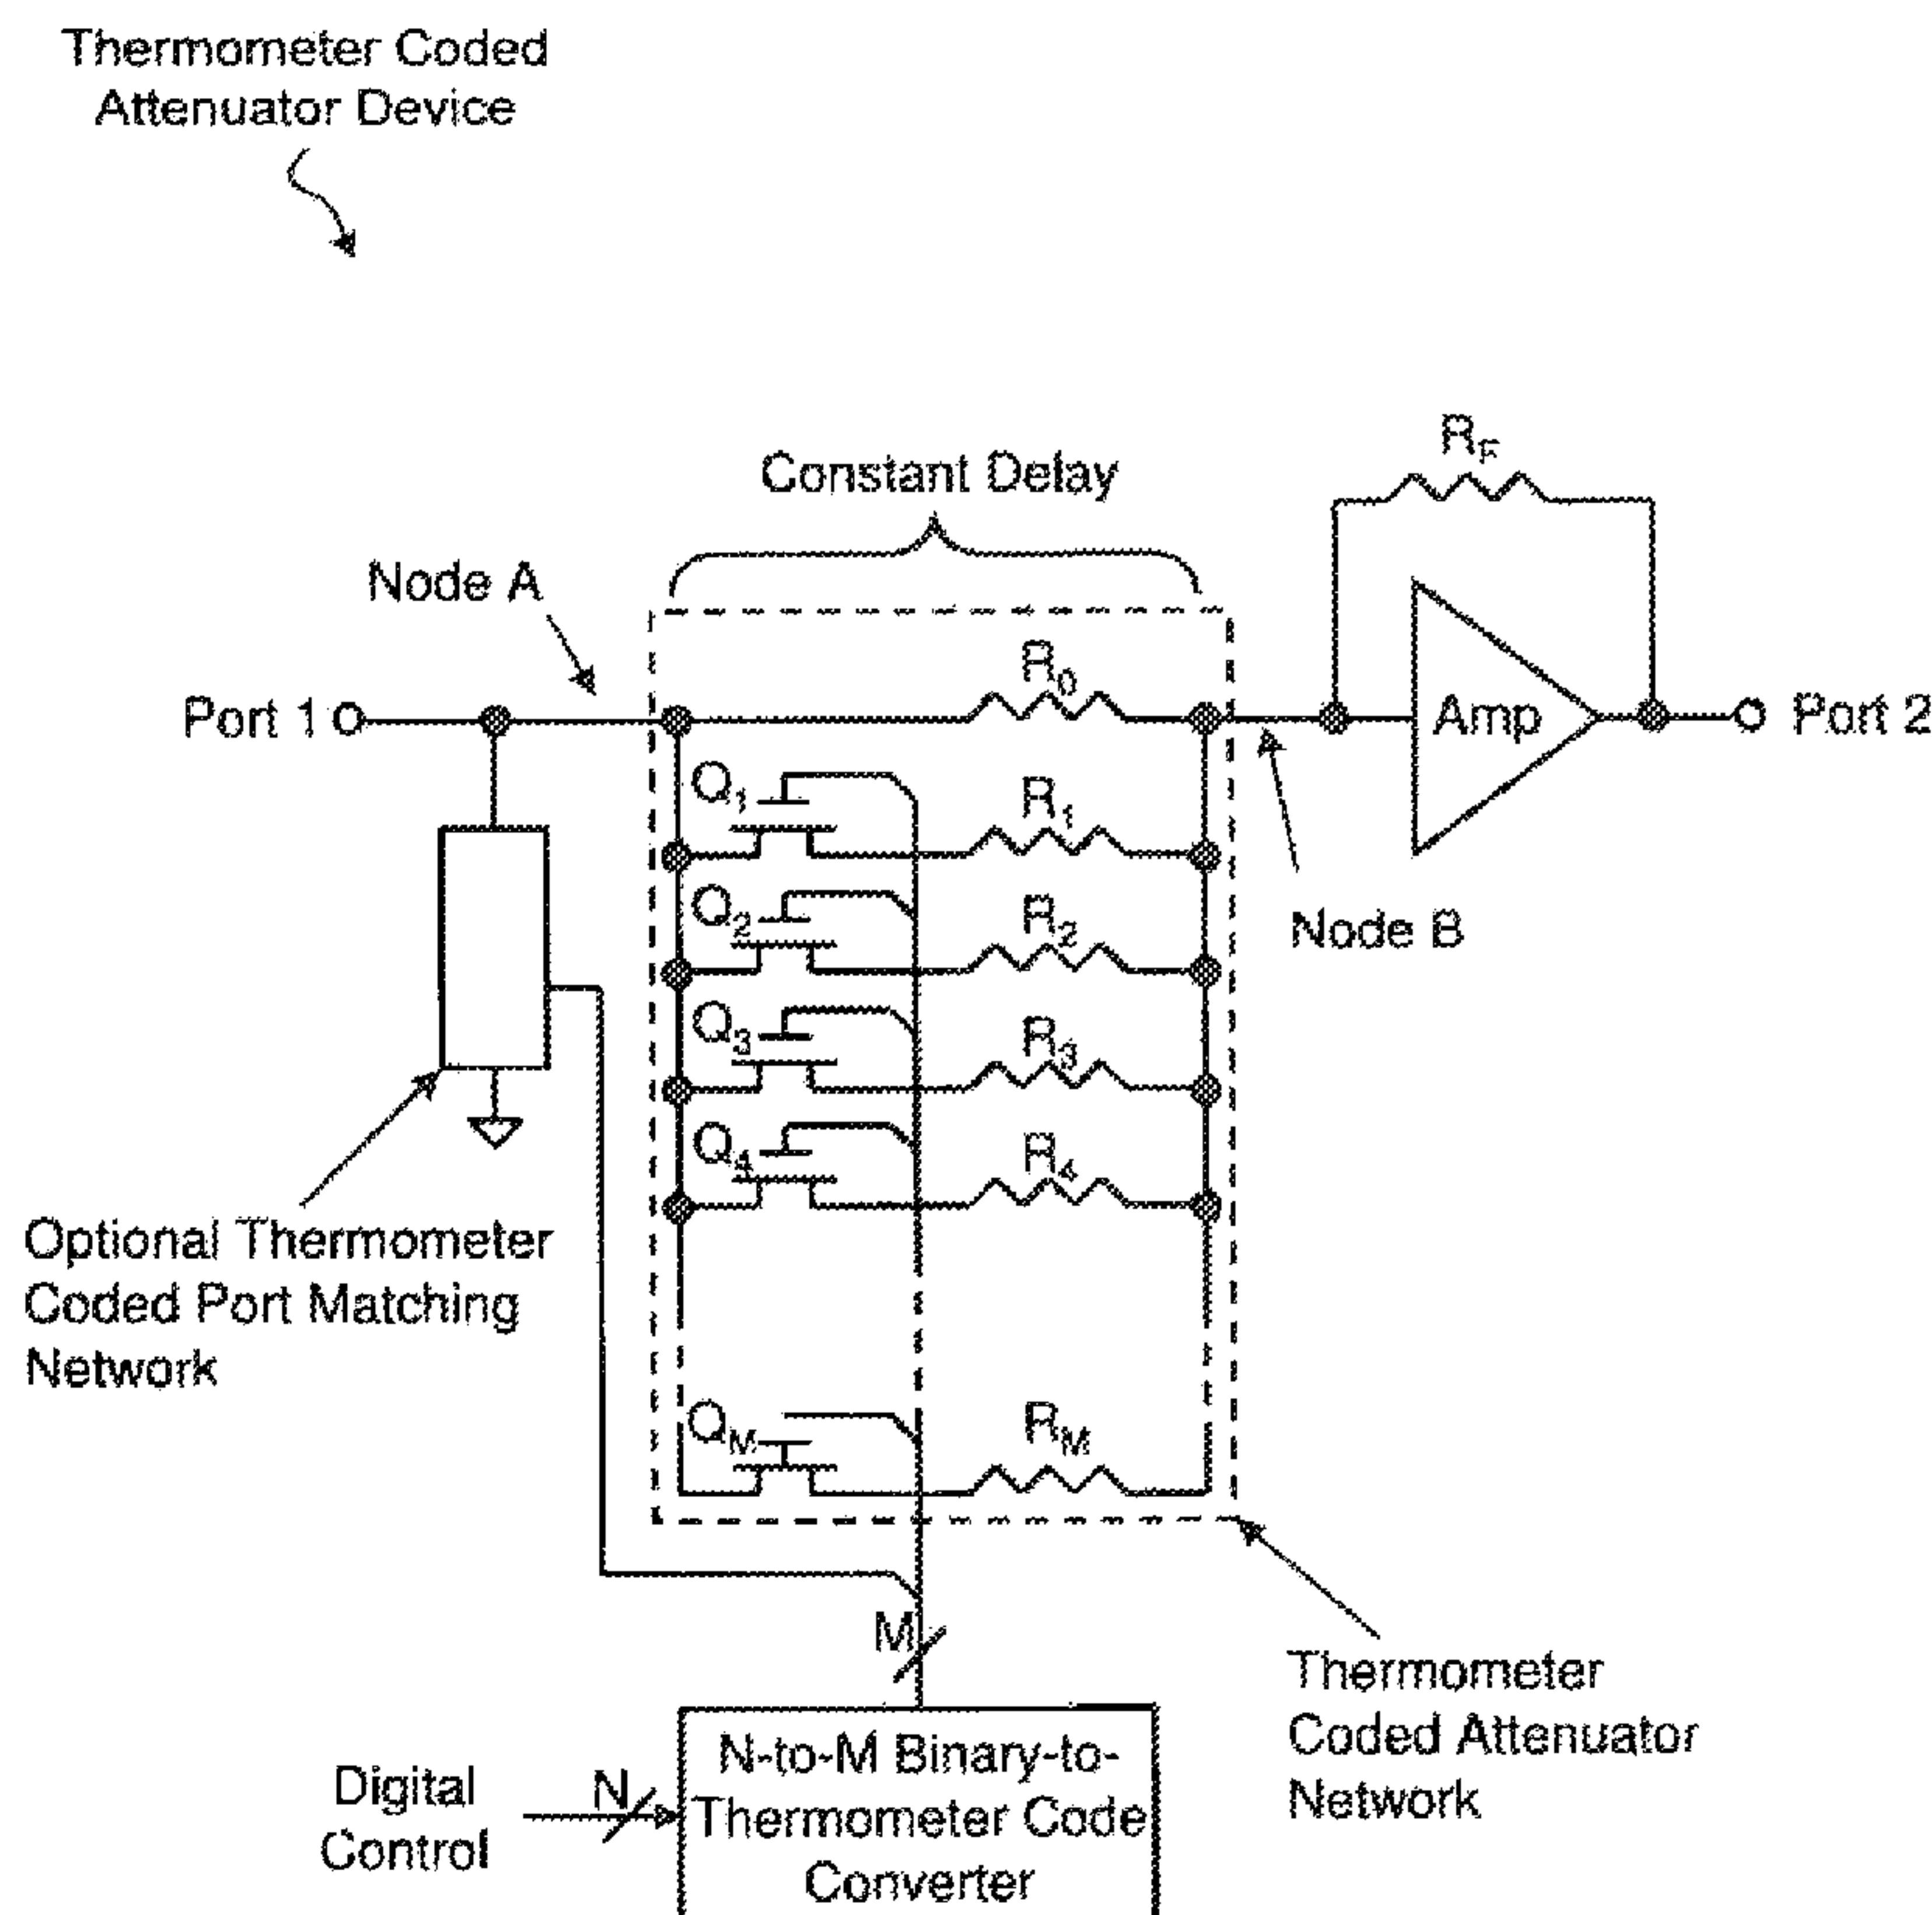 Thermometer Coded
Attenuator Device
R_F
Constant Delay
Node A
R_0
Port 1
Amp
Port 2
Q_1
R_1
Q_2
R_2
Node B
Q_3
R_3
Q_4
R_4
Optional Thermometer
Coded Port Matching
Network
Q_M
R_M
M
Thermometer
Coded Attenuator
Network
Digital
Control
N
N-to-M Binary-to-
Thermometer Code
Converter